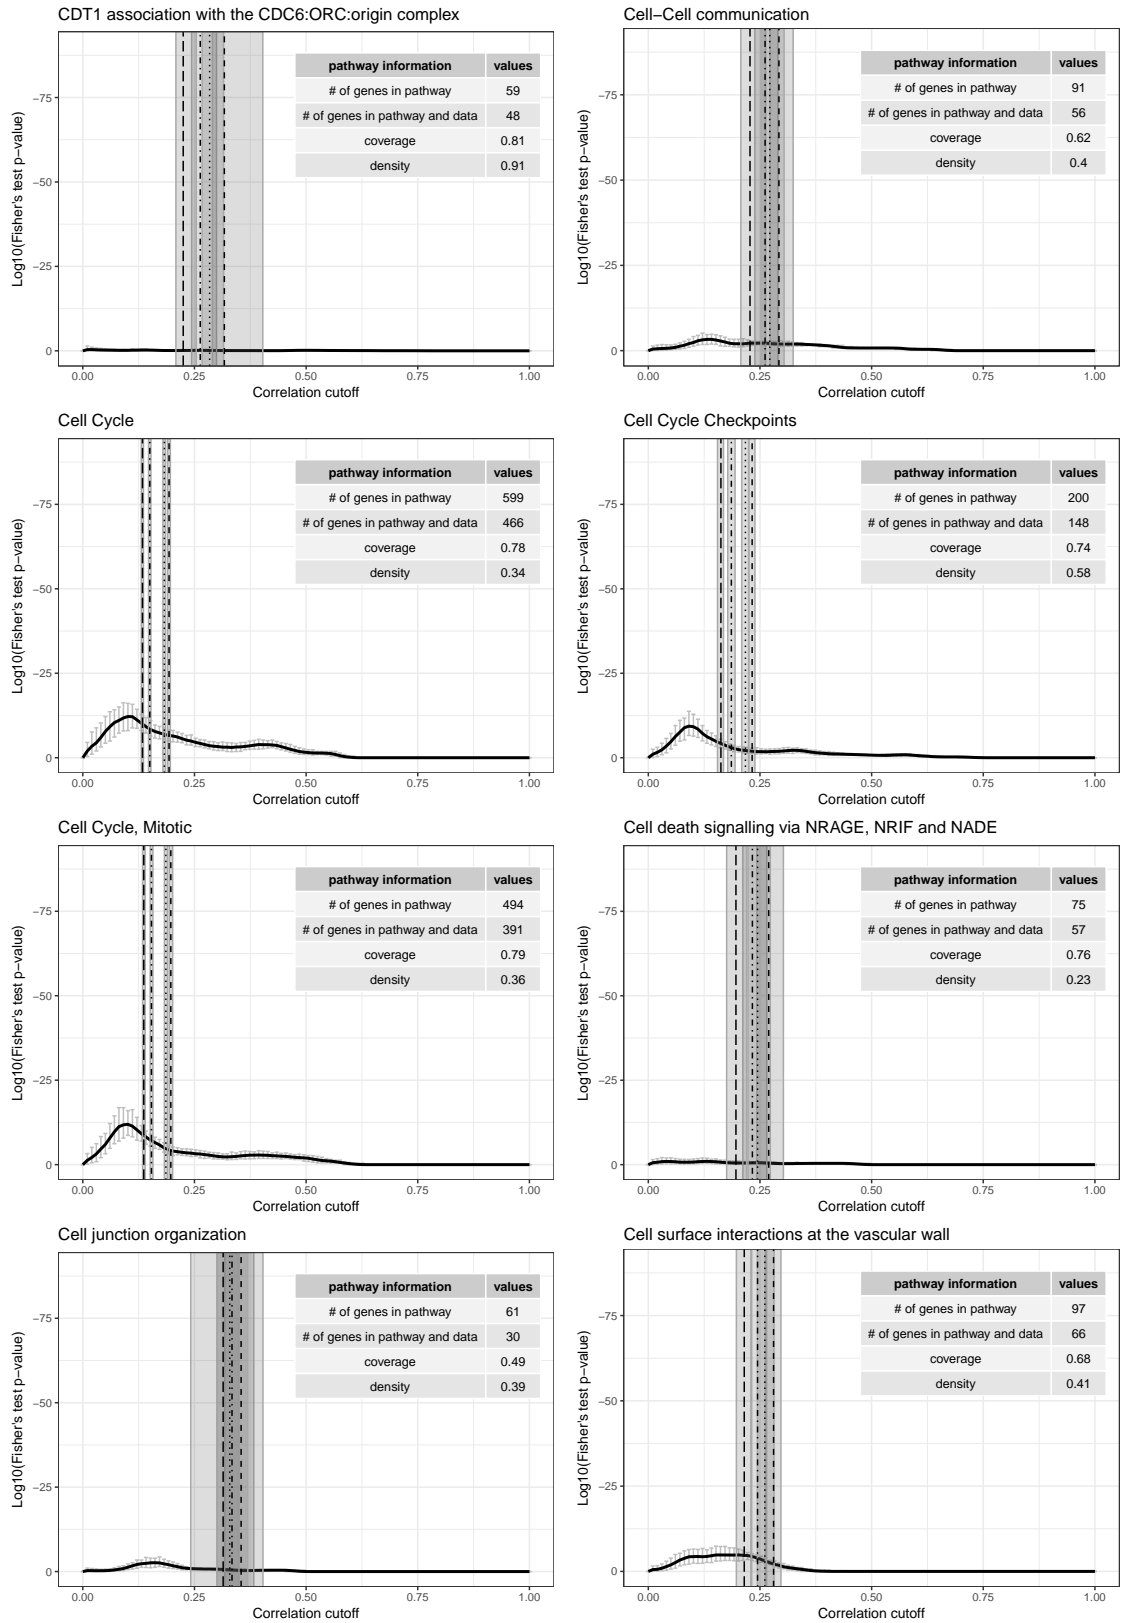 CDT1 association with the CDC6:ORC:origin complex
pathway information values
# of genes in pathway 59
# of genes in pathway and data 48
coverage 0.81
density 0.91
−75
−50
−25
0
Log10(Fisher's test p−value)
0.00 0.25 0.50 0.75 1.00
Correlation cutoff
Cell−Cell communication
pathway information values
# of genes in pathway 91
# of genes in pathway and data 56
coverage 0.62
density 0.4
−75
−50
−25
0
Log10(Fisher's test p−value)
0.00 0.25 0.50 0.75 1.00
Correlation cutoff
Cell Cycle
pathway information values
# of genes in pathway 599
# of genes in pathway and data 466
coverage 0.78
density 0.34
−75
−50
−25
0
Log10(Fisher's test p−value)
0.00 0.25 0.50 0.75 1.00
Correlation cutoff
Cell Cycle Checkpoints
pathway information values
# of genes in pathway 200
# of genes in pathway and data 148
coverage 0.74
density 0.58
−75
−50
−25
0
Log10(Fisher's test p−value)
0.00 0.25 0.50 0.75 1.00
Correlation cutoff
Cell Cycle, Mitotic
pathway information values
# of genes in pathway 494
# of genes in pathway and data 391
coverage 0.79
density 0.36
−75
−50
−25
0
Log10(Fisher's test p−value)
0.00 0.25 0.50 0.75 1.00
Correlation cutoff
Cell death signalling via NRAGE, NRIF and NADE
pathway information values
# of genes in pathway 75
# of genes in pathway and data 57
coverage 0.76
density 0.23
−75
−50
−25
0
Log10(Fisher's test p−value)
0.00 0.25 0.50 0.75 1.00
Correlation cutoff
Cell junction organization
pathway information values
# of genes in pathway 61
# of genes in pathway and data 30
coverage 0.49
density 0.39
−75
−50
−25
0
Log10(Fisher's test p−value)
0.00 0.25 0.50 0.75 1.00
Correlation cutoff
Cell surface interactions at the vascular wall
pathway information values
# of genes in pathway 97
# of genes in pathway and data 66
coverage 0.68
density 0.41
−75
−50
−25
0
Log10(Fisher's test p−value)
0.00 0.25 0.50 0.75 1.00
Correlation cutoff